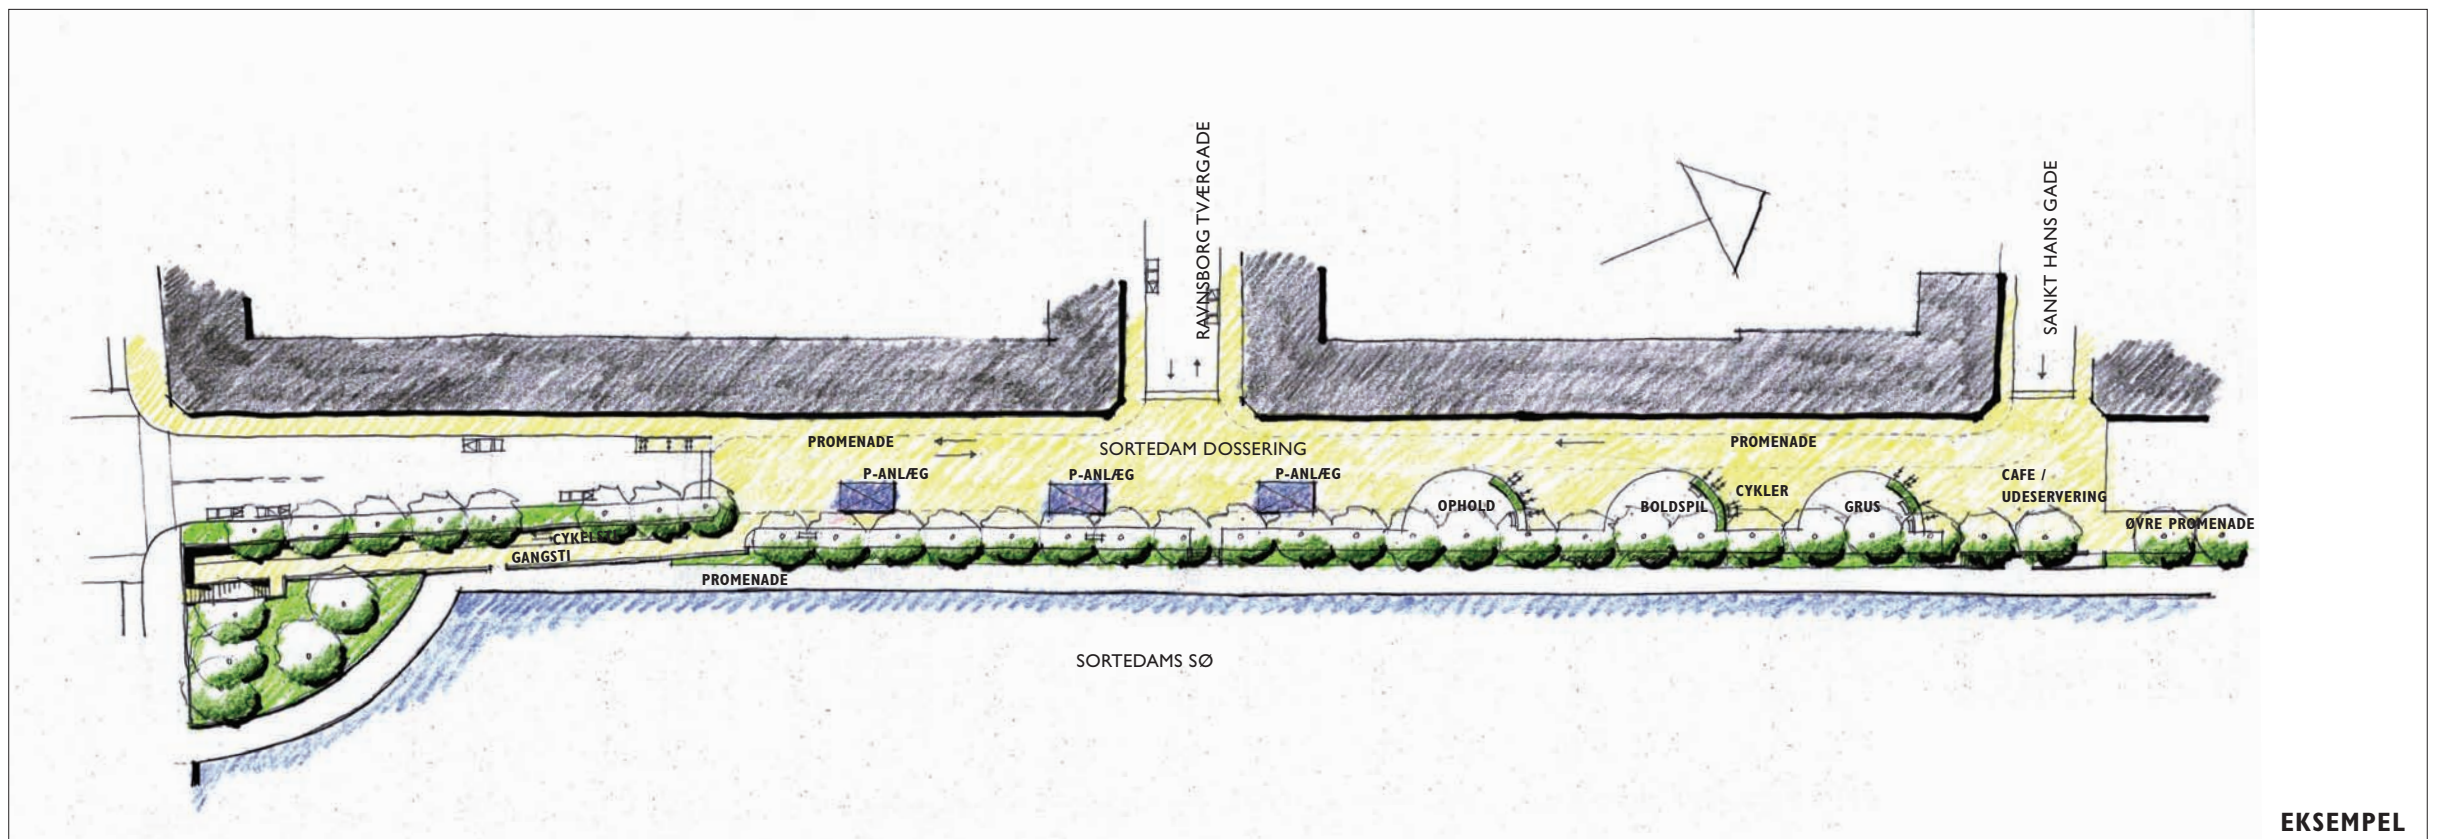 RAVNSBORG TVÆRGADE
SANKT HANS GADE
PROMENADE
SORTEDAM DOSSERING
PROMENADE
P-ANLÆG
P-ANLÆG
P-ANLÆG
CAFE /
UDESERVERING
CYKLER
OPHOLD
BOLDSPIL
GRUS
ØVRE PROMENADE
GANGSTI
PROMENADE
SORTEDAMS SØ
EKSEMPEL